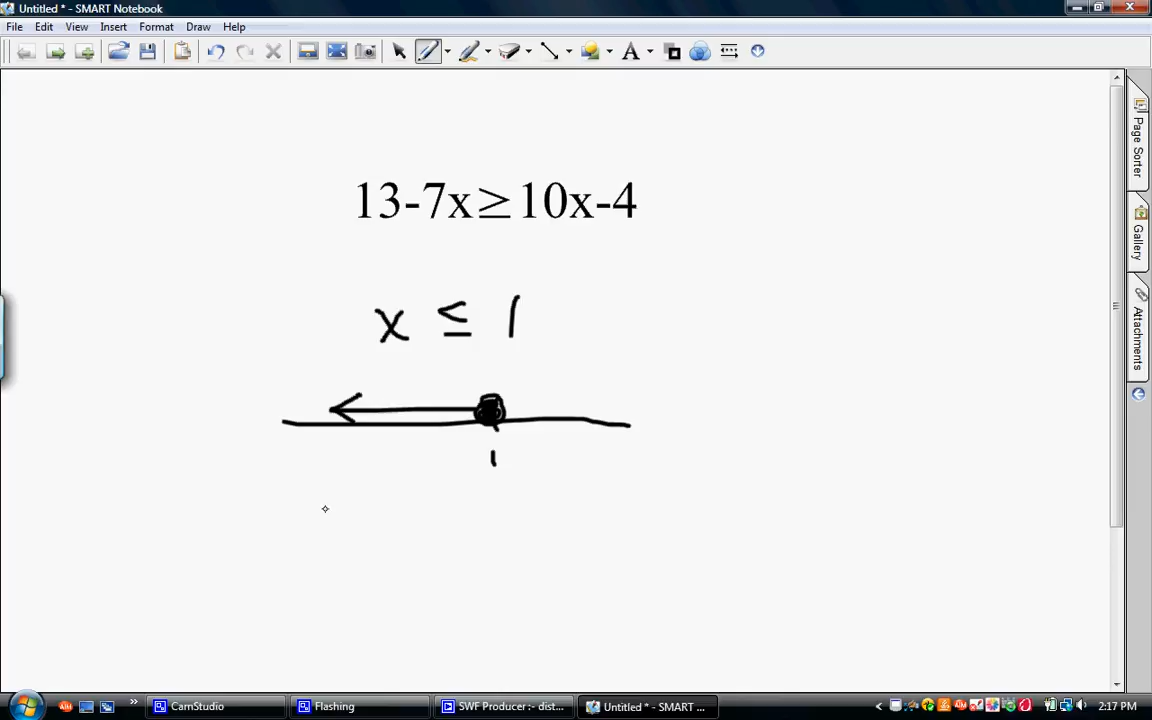 Untitled * - SMART Notebook
File Edit View Insert Format Draw Help
13-7x≥10x-4
x ≤ 1
1
Page Sorter
Gallery
Attachments
CamStudio
Flashing
SWF Producer :- dist...
Untitled * - SMART ...
2:17 PM